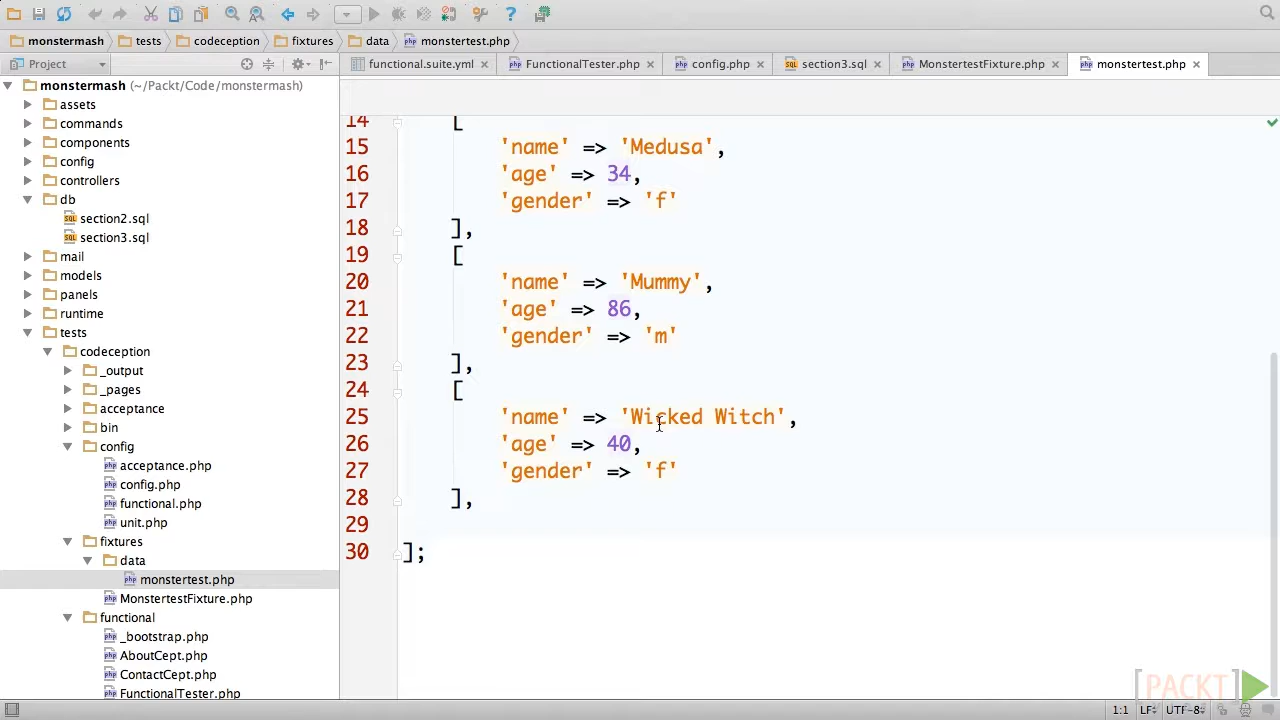 monstermash tests codeception fixtures data monstertest.php
Project functional.suite.yml FunctionalTester.php config.php section3.sql MonstertestFixture.php monstertest.php
monstermash (~/Packt/Code/monstermash)
assets
commands
components
config
controllers
db
section2.sql
section3.sql
mail
models
panels
runtime
tests
codeception
_output
_pages
acceptance
bin
config
acceptance.php
config.php
functional.php
unit.php
fixtures
data
monstertest.php
MonstertestFixture.php
functional
_bootstrap.php
AboutCept.php
ContactCept.php
FunctionalTester.php
14 [
15 'name' => 'Medusa',
16 'age' => 34,
17 'gender' => 'f'
18 ],
19 [
20 'name' => 'Mummy',
21 'age' => 86,
22 'gender' => 'm'
23 ],
24 [
25 'name' => 'Wicked Witch',
26 'age' => 40,
27 'gender' => 'f'
28 ],
29
30 ];
[PACKT]
1:1 LF÷ UTF-8÷